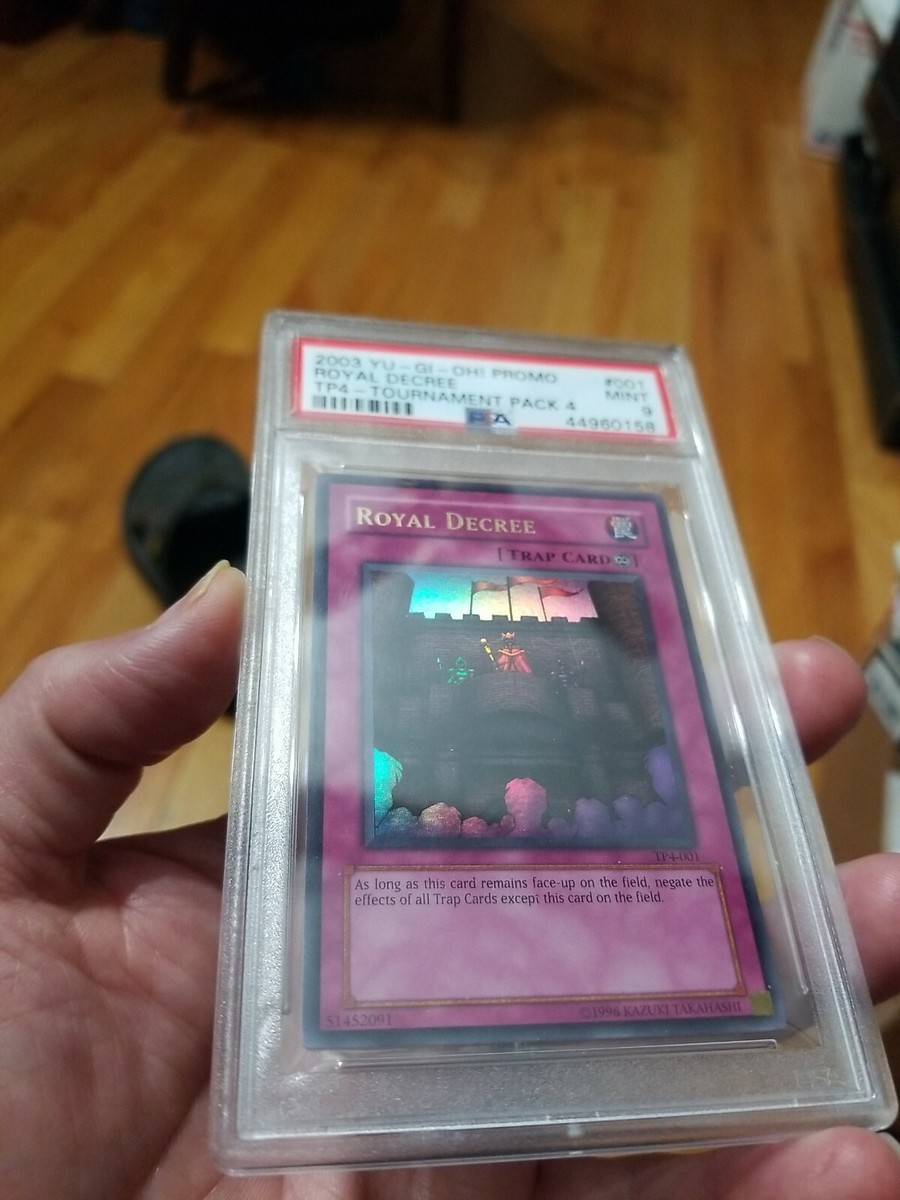 2003 YU-GI-OH! PROMO #001
ROYAL DECREE MINT
TP4-TOURNAMENT PACK 4 9
PSA 44960158
ROYAL DECREE
[TRAP CARD]
TP4-001
As long as this card remains face-up on the field, negate the
effects of all Trap Cards except this card on the field.
51452091 ©1996 KAZUKI TAKAHASHI